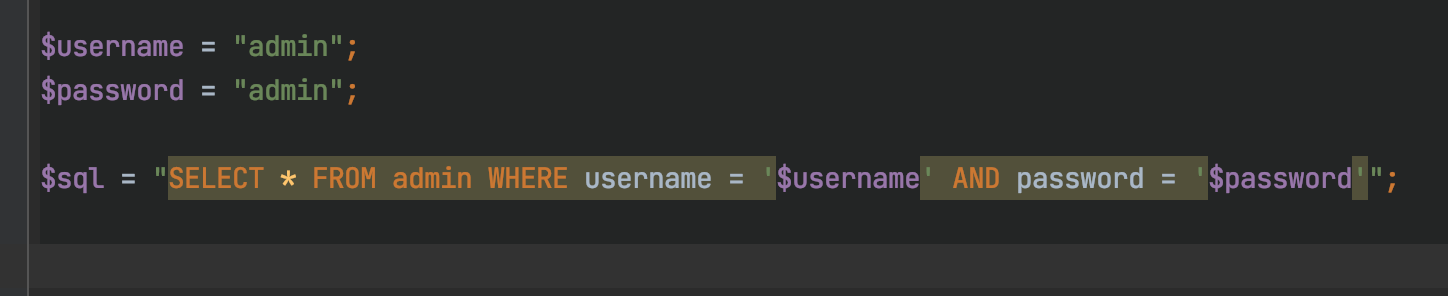 $username = "admin";
$password = "admin";
$sql = "SELECT * FROM admin WHERE username = '$username' AND password = '$password'";